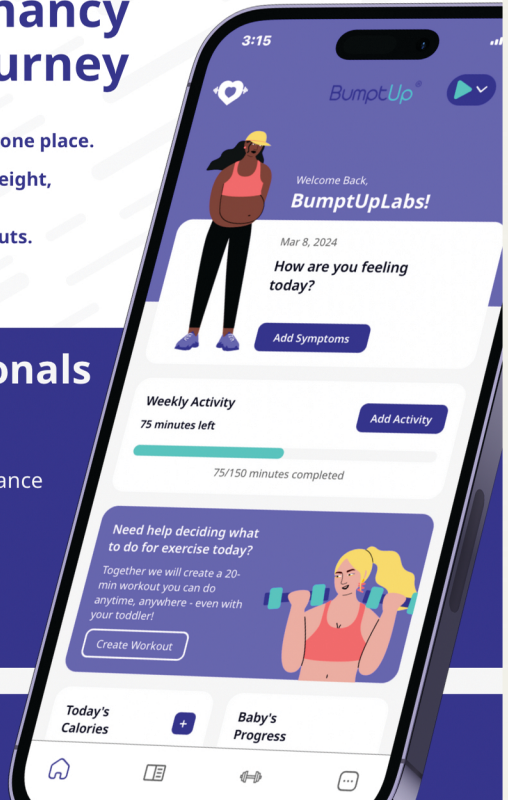 nancy
urney
one place.
eight,
uts.
onals
ance
3:15
BumptUp
Welcome Back,
BumptUpLabs!
Mar 8, 2024
How are you feeling
today?
Add Symptoms
Weekly Activity
75 minutes left
Add Activity
75/150 minutes completed
Need help deciding what
to do for exercise today?
Together we will create a 20-
min workout you can do
anytime, anywhere - even with
your toddler!
Create Workout
Today's
Calories
+
Baby's
Progress